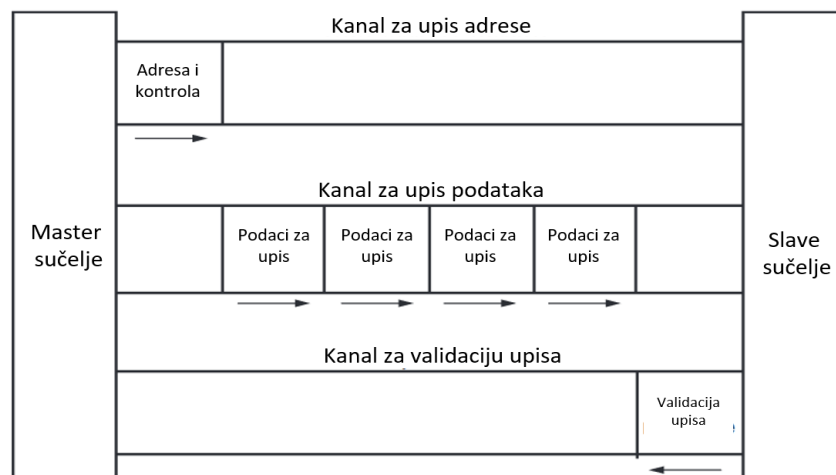 Kanal za upis adrese
Adresa i
kontrola
Kanal za upis podataka
Master
sučelje
Podaci za
upis
Podaci za
upis
Podaci za
upis
Podaci za
upis
Slave
sučelje
Kanal za validaciju upisa
Validacija
upisa